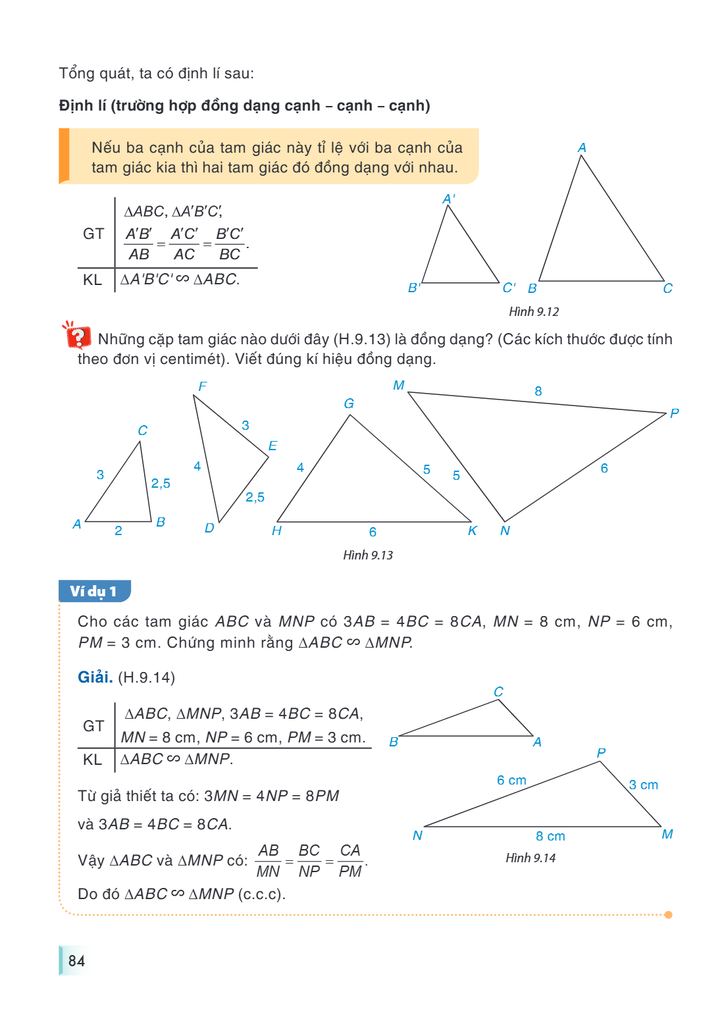 Tổng quát, ta có định lí sau:
Định lí (trường hợp đồng dạng cạnh – cạnh – cạnh)
Nếu ba cạnh của tam giác này tỉ lệ với ba cạnh của
tam giác kia thì hai tam giác đó đồng dạng với nhau.
GT
ΔABC, ΔA'B'C',
A'B'/AB = A'C'/AC = B'C'/BC.
KL
ΔA'B'C' ∽ ΔABC.
A'
B'
C'
A
B
C
Hình 9.12
? Những cặp tam giác nào dưới đây (H.9.13) là đồng dạng? (Các kích thước được tính
theo đơn vị centimét). Viết đúng kí hiệu đồng dạng.
C
3
2,5
A
2
B
F
3
E
4
2,5
D
G
4
5
H
6
K
M
8
P
5
6
N
Hình 9.13
Ví dụ 1
Cho các tam giác ABC và MNP có 3AB = 4BC = 8CA, MN = 8 cm, NP = 6 cm,
PM = 3 cm. Chứng minh rằng ΔABC ∽ ΔMNP.
Giải. (H.9.14)
GT
ΔABC, ΔMNP, 3AB = 4BC = 8CA,
MN = 8 cm, NP = 6 cm, PM = 3 cm.
KL
ΔABC ∽ ΔMNP.
Từ giả thiết ta có: 3MN = 4NP = 8PM
và 3AB = 4BC = 8CA.
Vậy ΔABC và ΔMNP có: AB/MN = BC/NP = CA/PM.
Do đó ΔABC ∽ ΔMNP (c.c.c).
C
B
A
P
6 cm
3 cm
N
8 cm
M
Hình 9.14
84